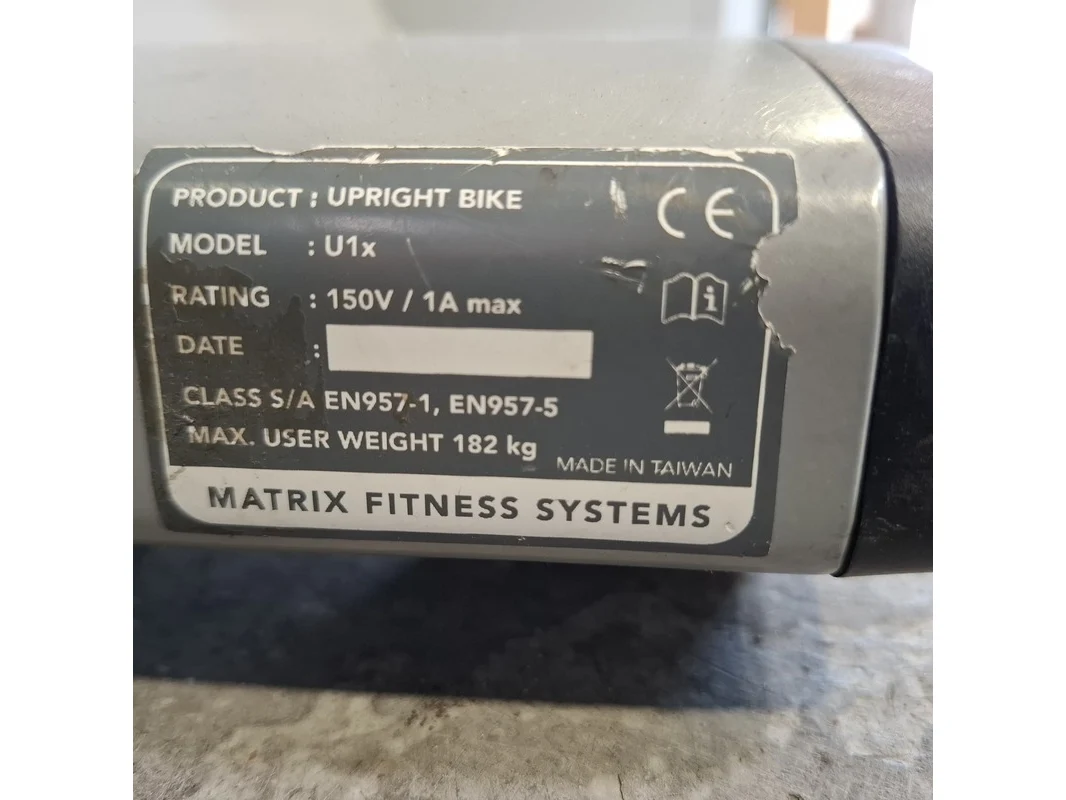 PRODUCT : UPRIGHT BIKE
CE
MODEL : U1x
RATING : 150V / 1A max
DATE :
CLASS S/A EN957-1, EN957-5
MAX. USER WEIGHT 182 kg
MADE IN TAIWAN
MATRIX FITNESS SYSTEMS